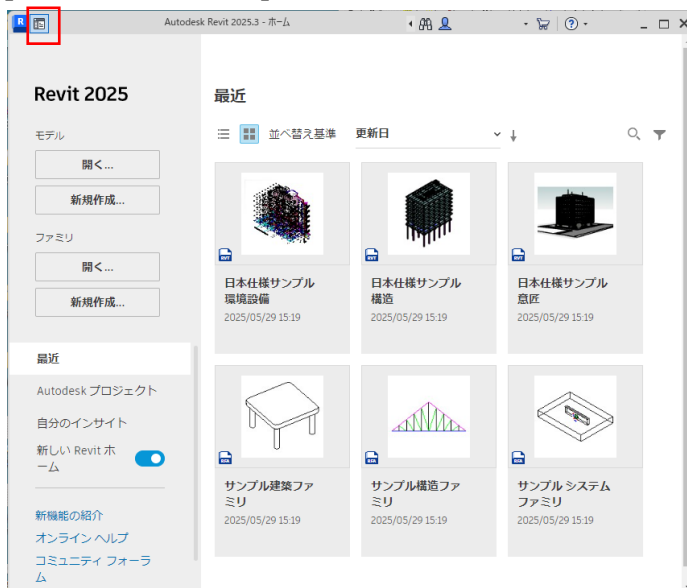 R
Autodesk Revit 2025.3 - ホーム
Revit 2025
モデル
開く...
新規作成...
ファミリ
開く...
新規作成...
最近
Autodesk プロジェクト
自分のインサイト
新しい Revit ホ
ーム
新機能の紹介
オンライン ヘルプ
コミュニティ フォーラ
ム
最近
並べ替え基準 更新日
RVT
日本仕様サンプル
環境設備
2025/05/29 15:19
RVT
日本仕様サンプル
構造
2025/05/29 15:19
RVT
日本仕様サンプル
意匠
2025/05/29 15:19
RFA
サンプル建築ファ
ミリ
2025/05/29 15:19
RFA
サンプル構造ファ
ミリ
2025/05/29 15:19
RFA
サンプル システム
ファミリ
2025/05/29 15:19